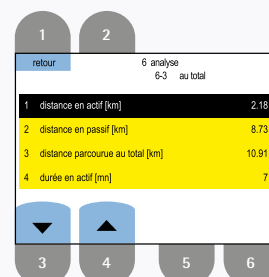 1 2
retour 6 analyse
6-3 au total
1 distance en actif [km] 2.18
2 distance en passif [km] 8.73
3 distance parcourue au total [km] 10.91
4 durée en actif [mn] 7
3 4 5 6